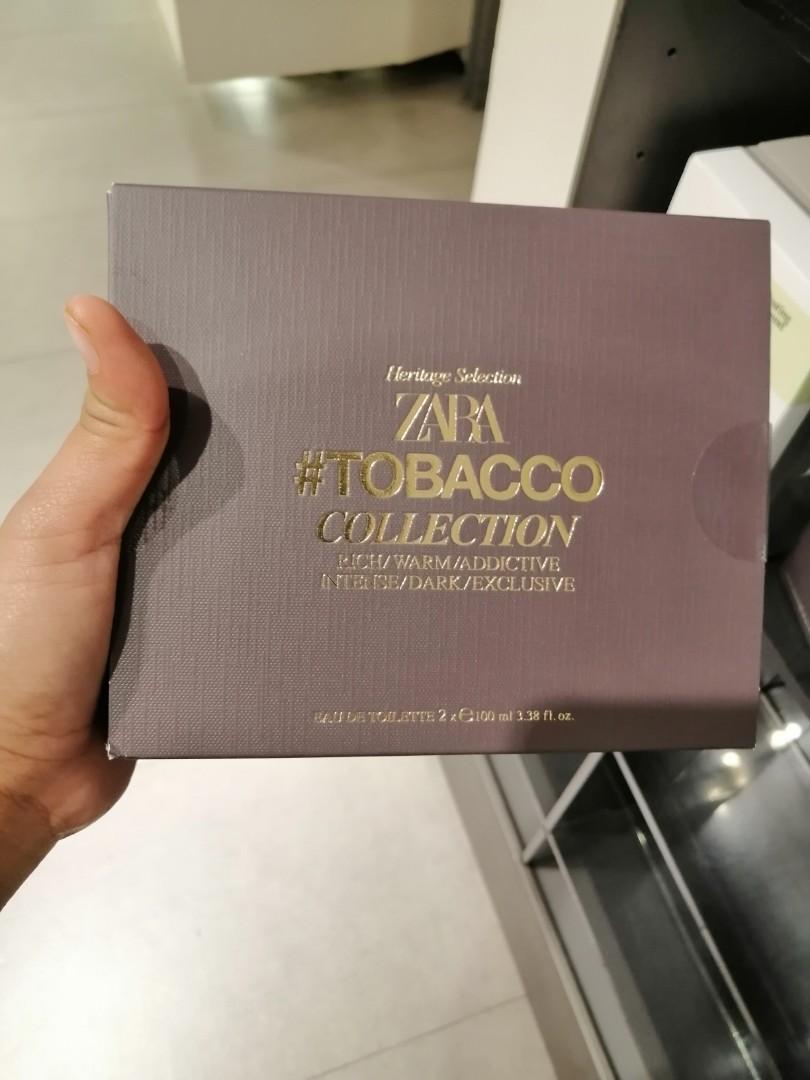 Heritage Selection
ZARA
#TOBACCO
COLLECTION
RICH/WARM/ADDICTIVE
INTENSE/DARK/EXCLUSIVE
EAU DE TOILETTE 2 x ℮100 ml 3.38 fl. oz.